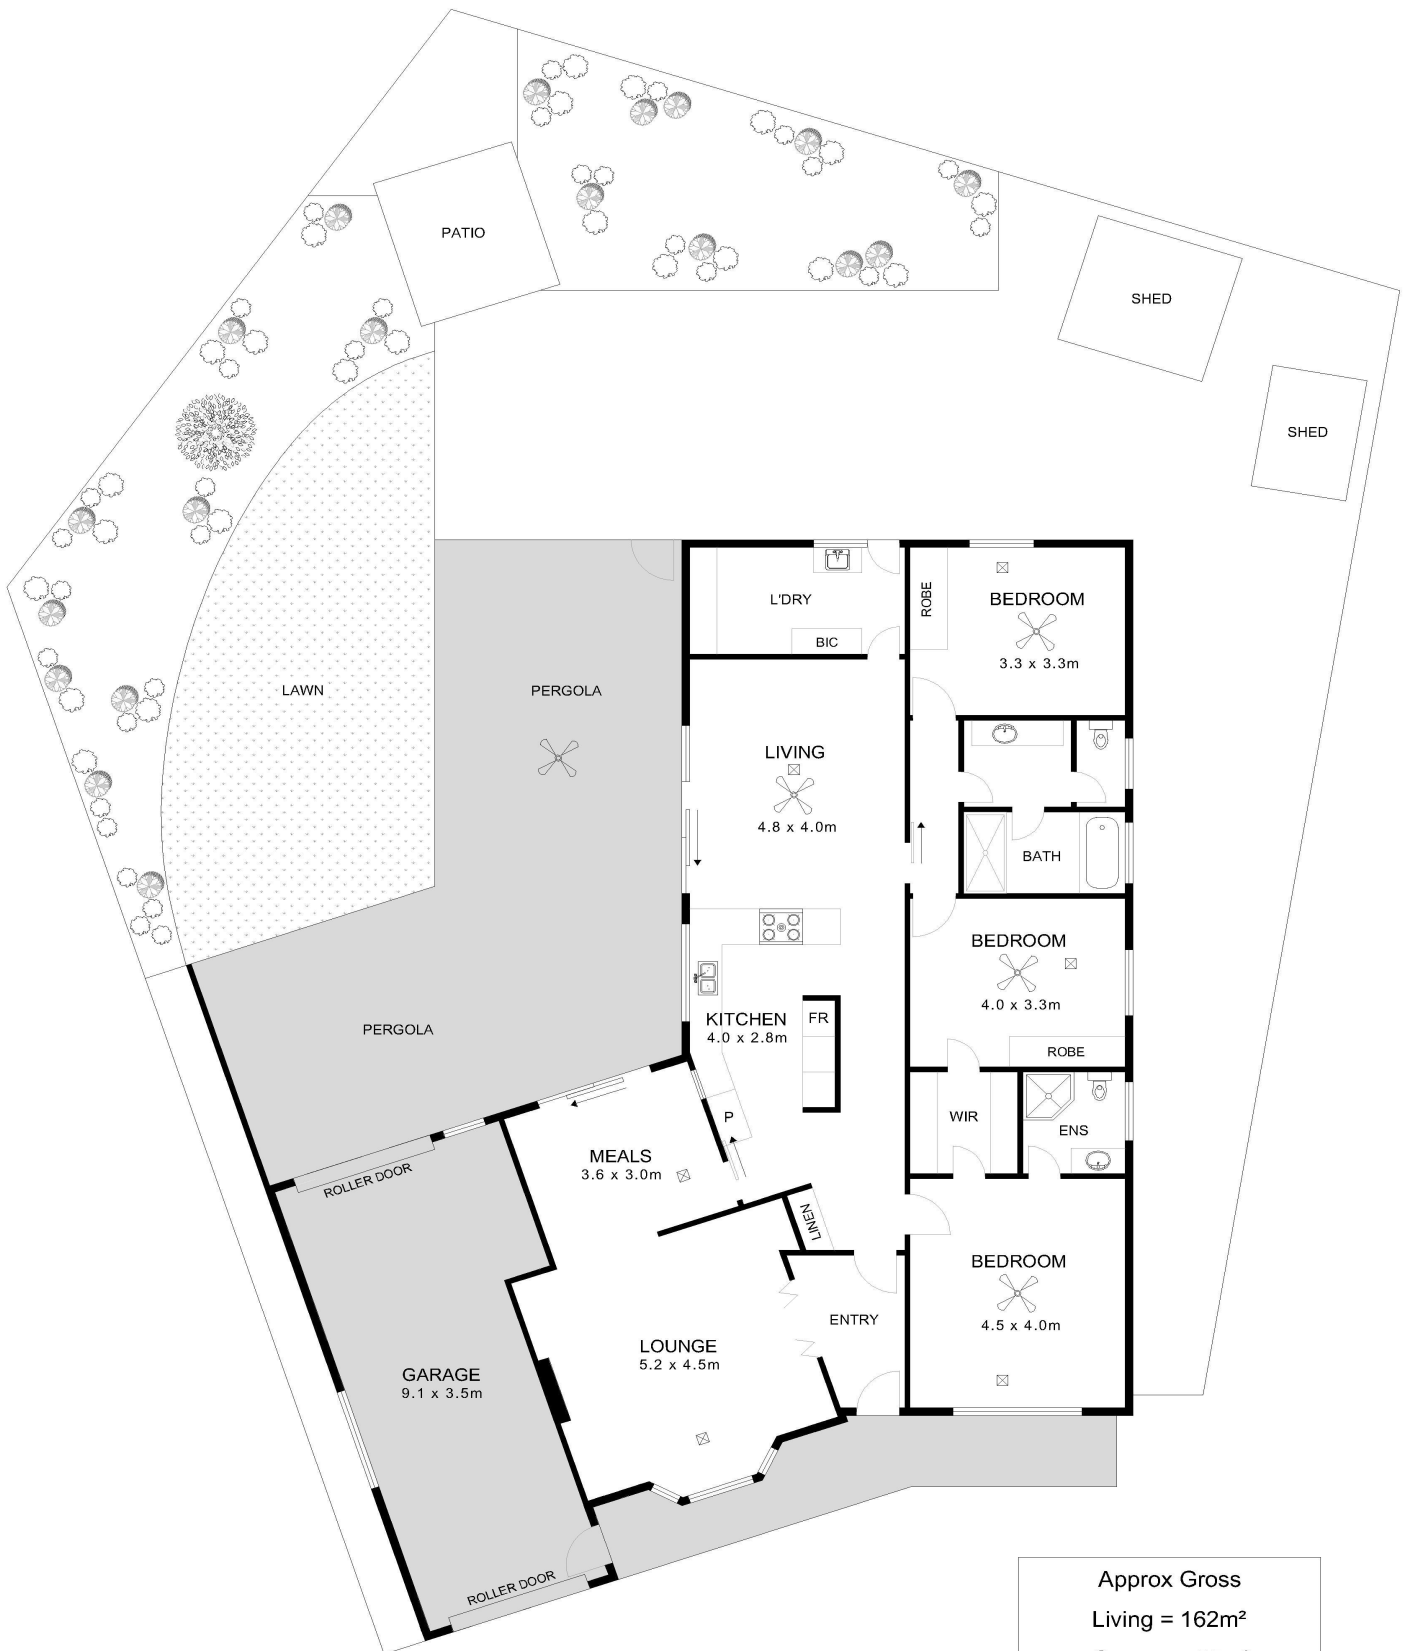 PATIO
SHED
SHED
L'DRY
BIC
ROBE
BEDROOM
3.3 x 3.3m
LAWN
PERGOLA
LIVING
4.8 x 4.0m
BATH
BEDROOM
4.0 x 3.3m
ROBE
PERGOLA
KITCHEN
4.0 x 2.8m
FR
P
WIR
ENS
MEALS
3.6 x 3.0m
ROLLER DOOR
LINEN
BEDROOM
4.5 x 4.0m
ENTRY
LOUNGE
5.2 x 4.5m
GARAGE
9.1 x 3.5m
ROLLER DOOR
Approx Gross
Living = 162m²